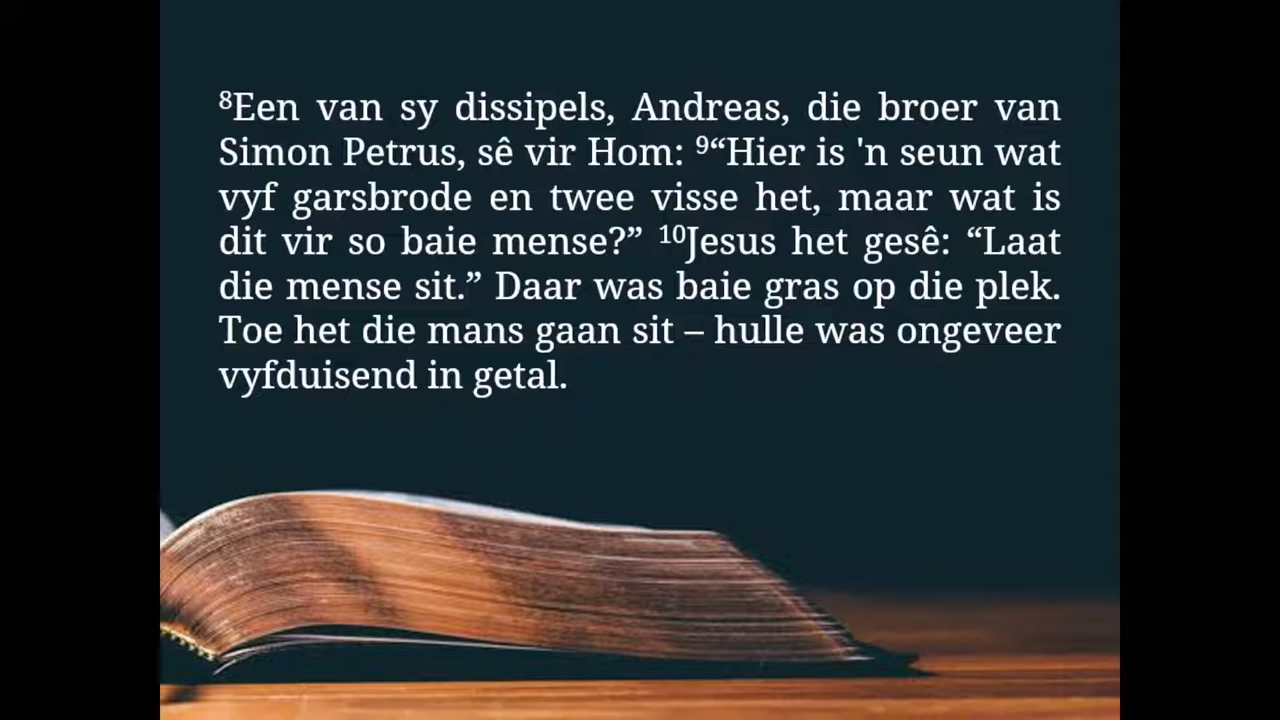 ⁸Een van sy dissipels, Andreas, die broer van
Simon Petrus, sê vir Hom: ⁹“Hier is 'n seun wat
vyf garsbrode en twee visse het, maar wat is
dit vir so baie mense?” ¹⁰Jesus het gesê: “Laat
die mense sit.” Daar was baie gras op die plek.
Toe het die mans gaan sit – hulle was ongeveer
vyfduisend in getal.